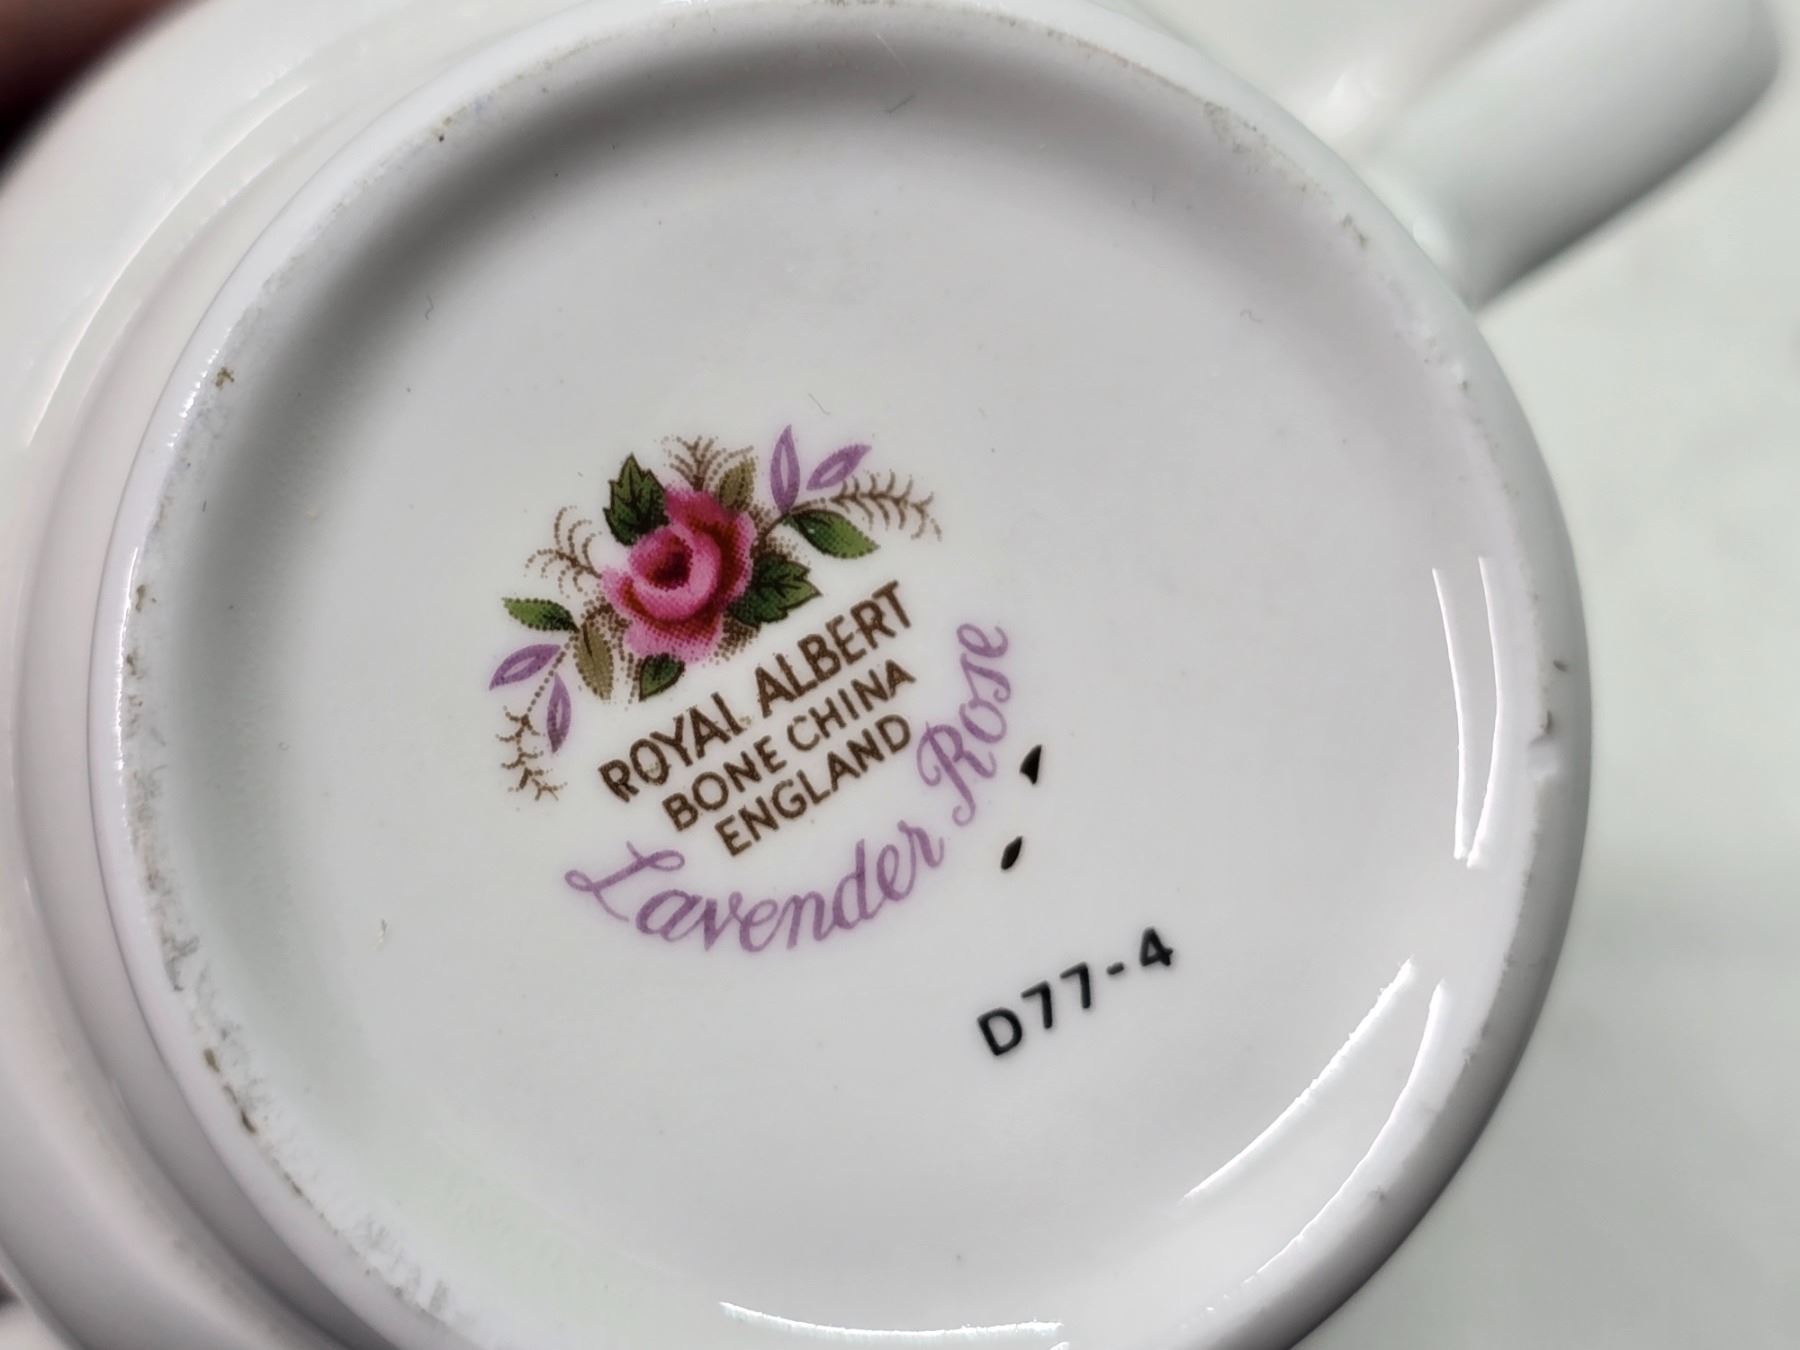 ROYAL ALBERT
BONE CHINA
ENGLAND
Lavender Rose
D77-4